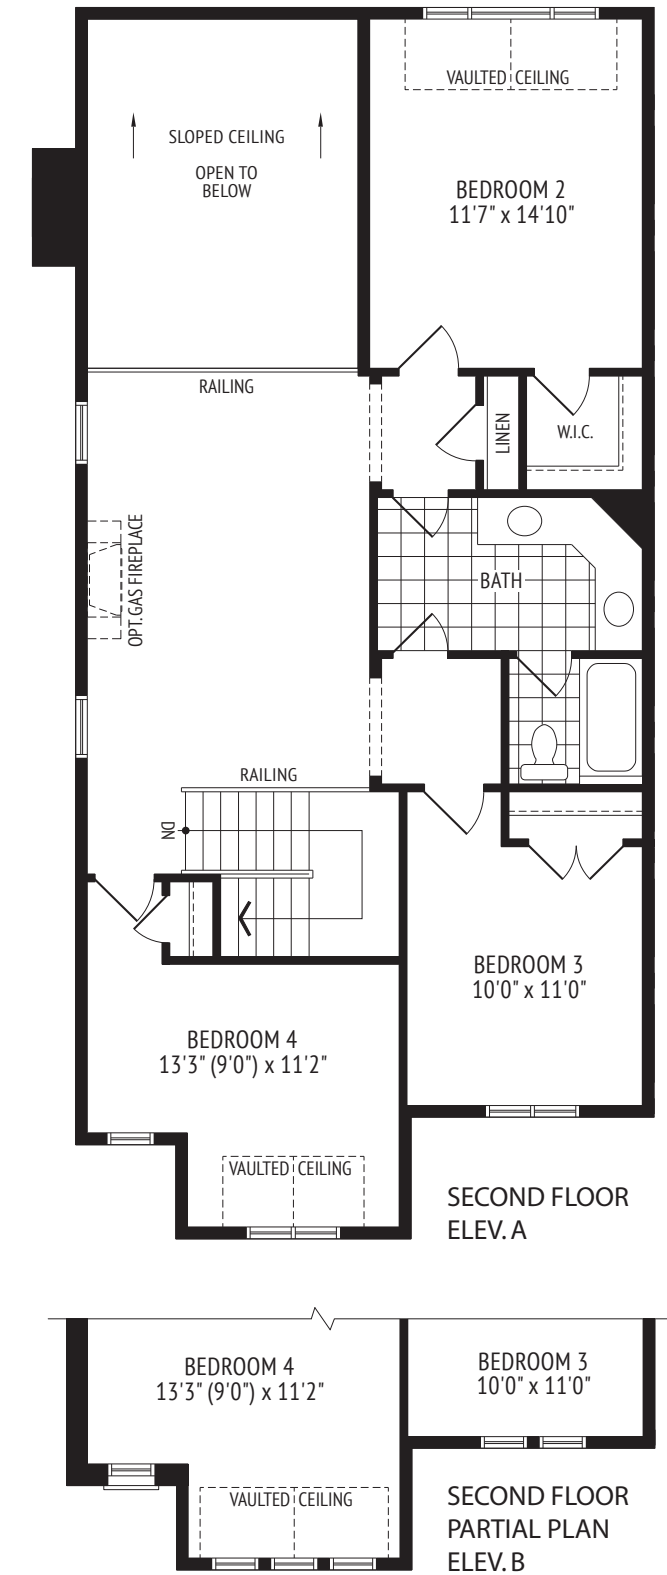 VAULTED CEILING
SLOPED CEILING
OPEN TO
BELOW
BEDROOM 2
11'7" x 14'10"
RAILING
LINEN
W.I.C.
OPT. GAS FIREPLACE
BATH
RAILING
DN
BEDROOM 3
10'0" x 11'0"
BEDROOM 4
13'3" (9'0") x 11'2"
VAULTED CEILING
SECOND FLOOR
ELEV. A
BEDROOM 4
13'3" (9'0") x 11'2"
BEDROOM 3
10'0" x 11'0"
VAULTED CEILING
SECOND FLOOR
PARTIAL PLAN
ELEV. B